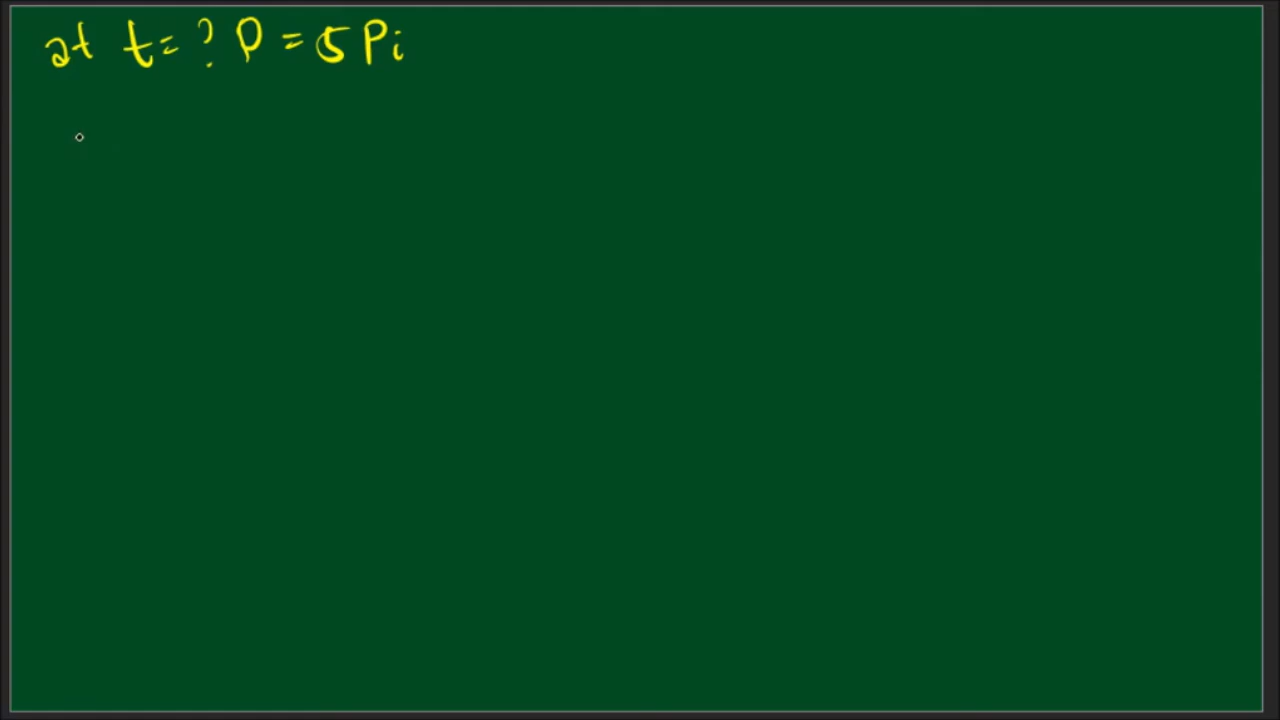 at t = ? P = 5 Pi